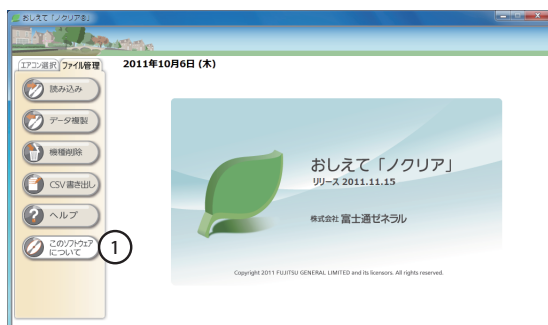 おしえて「ノクリア®」
エアコン選択 ファイル管理
2011年10月6日 (木)
読み込み
データ複製
機種削除
CSV書き出し
ヘルプ
このソフトウェア
について
1
おしえて「ノクリア」
リリース 2011.11.15
株式会社 富士通ゼネラル
Copyright 2011 FUJITSU GENERAL LIMITED and its licensors. All rights reserved.